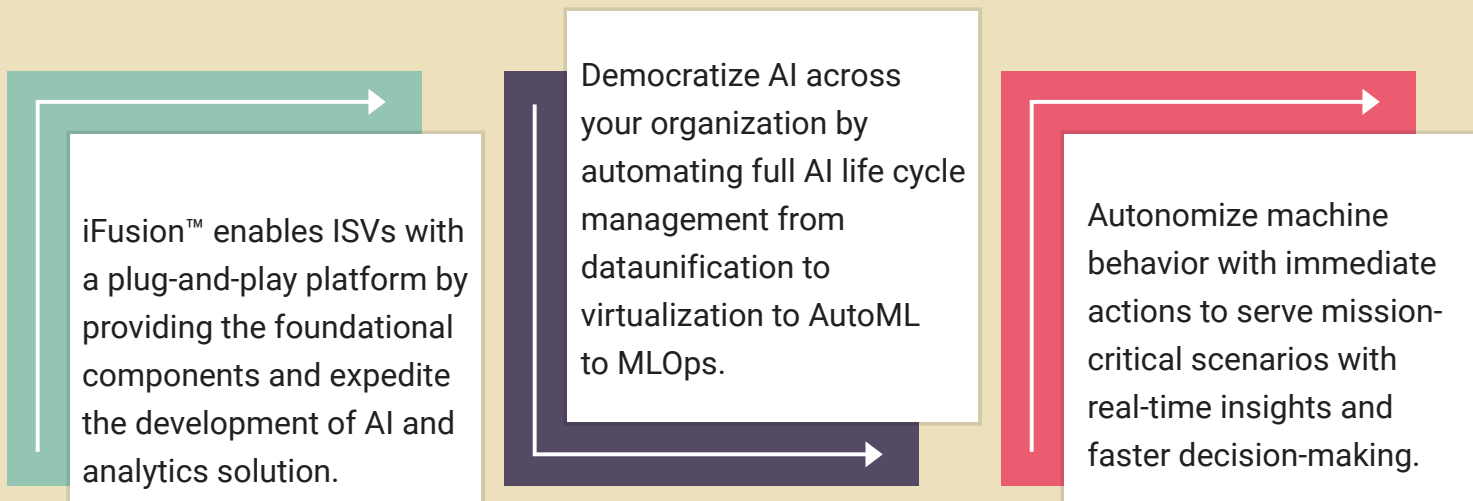 iFusion™ enables ISVs with
a plug-and-play platform by
providing the foundational
components and expedite
the development of AI and
analytics solution.
Democratize AI across
your organization by
automating full AI life cycle
management from
dataunification to
virtualization to AutoML
to MLOps.
Autonomize machine
behavior with immediate
actions to serve mission-
critical scenarios with
real-time insights and
faster decision-making.